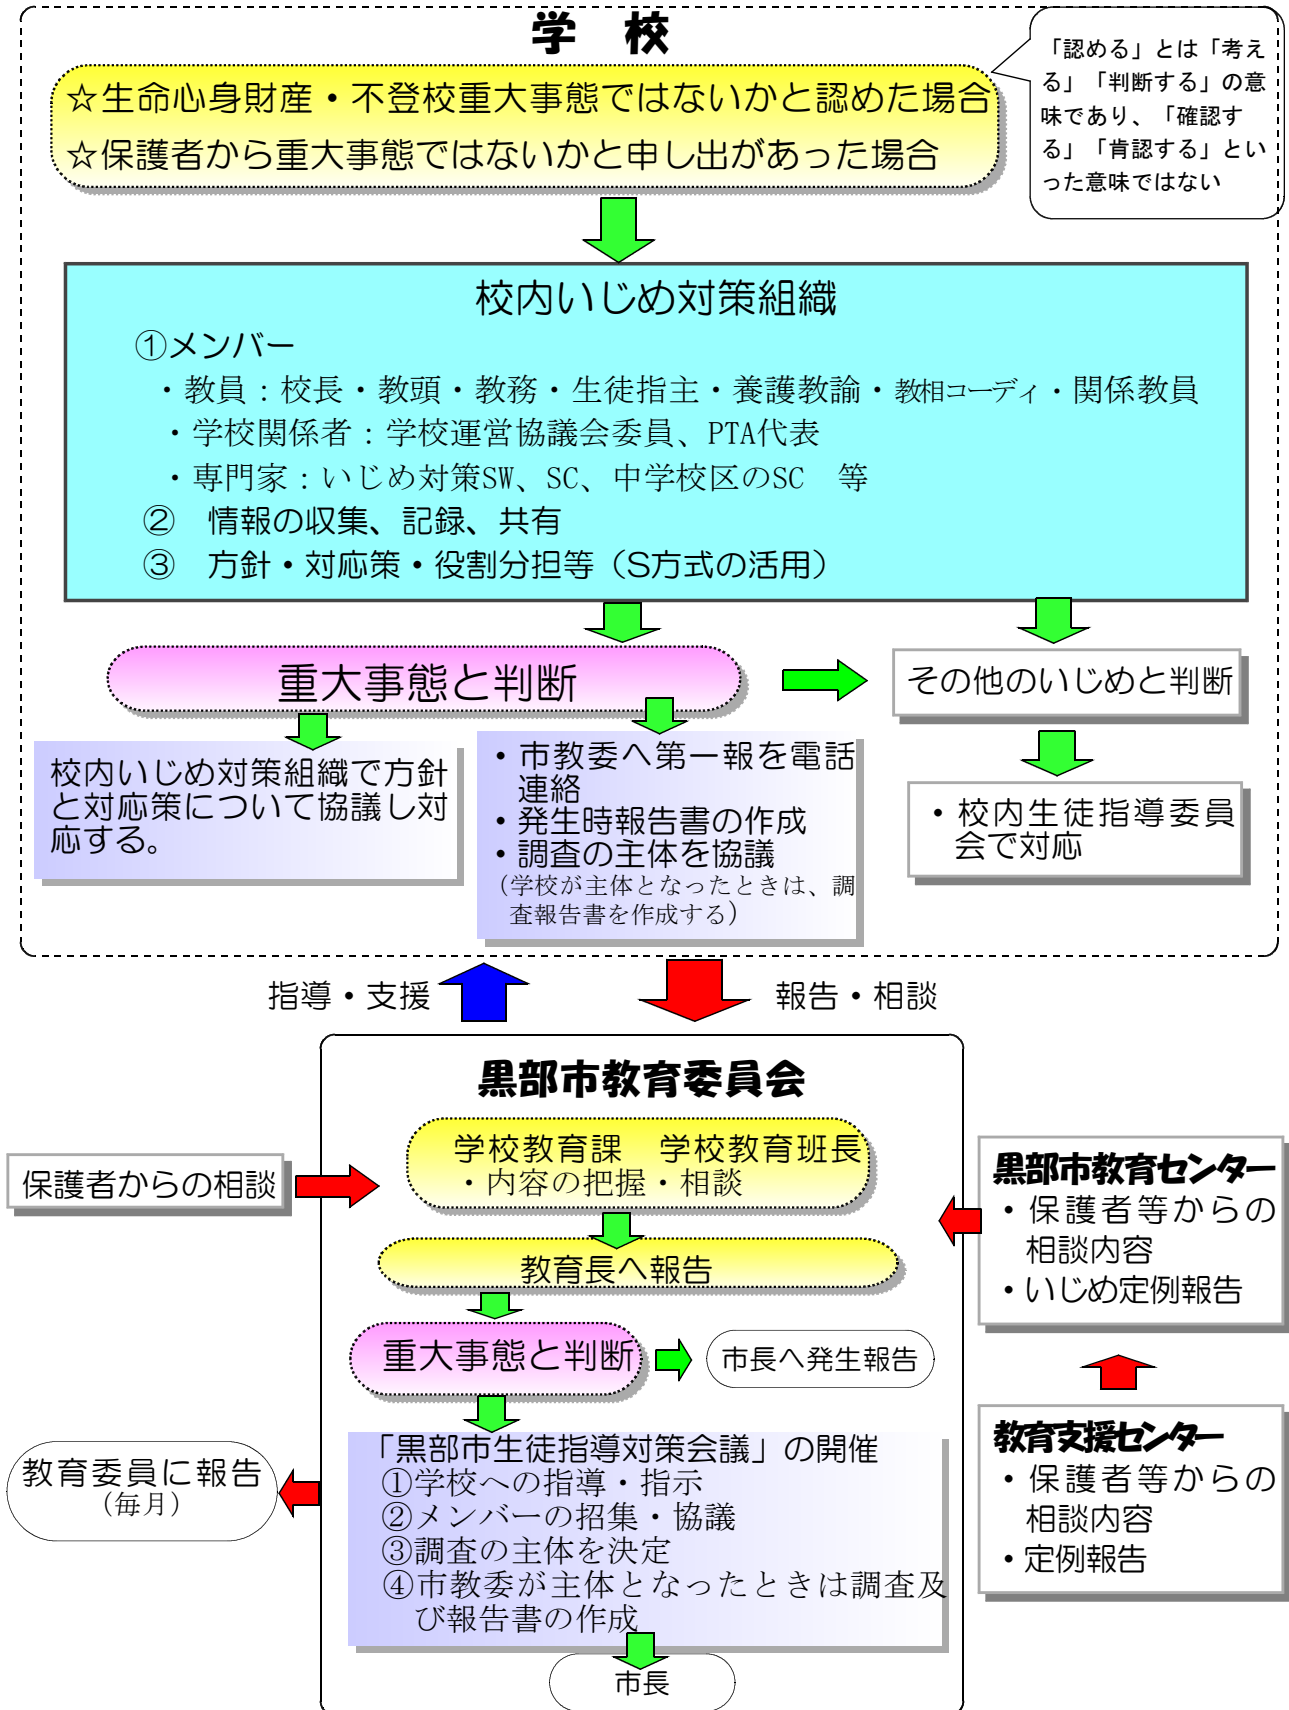 学　校
「認める」とは「考え
る」「判断する」の意
味であり、「確認す
る」「肯認する」とい
った意味ではない
☆生命心身財産・不登校重大事態ではないかと認めた場合
☆保護者から重大事態ではないかと申し出があった場合
校内いじめ対策組織
①メンバー
・教員：校長・教頭・教務・生徒指主・養護教諭・教相コーディ・関係教員
・学校関係者：学校運営協議会委員、PTA代表
・専門家：いじめ対策SW、SC、中学校区のSC　等
②　情報の収集、記録、共有
③　方針・対応策・役割分担等（S方式の活用）
重大事態と判断
その他のいじめと判断
校内いじめ対策組織で方針
と対応策について協議し対
応する。
・市教委へ第一報を電話
連絡
・発生時報告書の作成
・調査の主体を協議
（学校が主体となったときは、調
査報告書を作成する）
・校内生徒指導委員
会で対応
指導・支援
報告・相談
黒部市教育委員会
学校教育課　学校教育班長
・内容の把握・相談
保護者からの相談
教育長へ報告
重大事態と判断
市長へ発生報告
「黒部市生徒指導対策会議」の開催
①学校への指導・指示
②メンバーの招集・協議
③調査の主体を決定
④市教委が主体となったときは調査及
び報告書の作成
市長
教育委員に報告
（毎月）
黒部市教育センター
・保護者等からの
相談内容
・いじめ定例報告
教育支援センター
・保護者等からの
相談内容
・定例報告